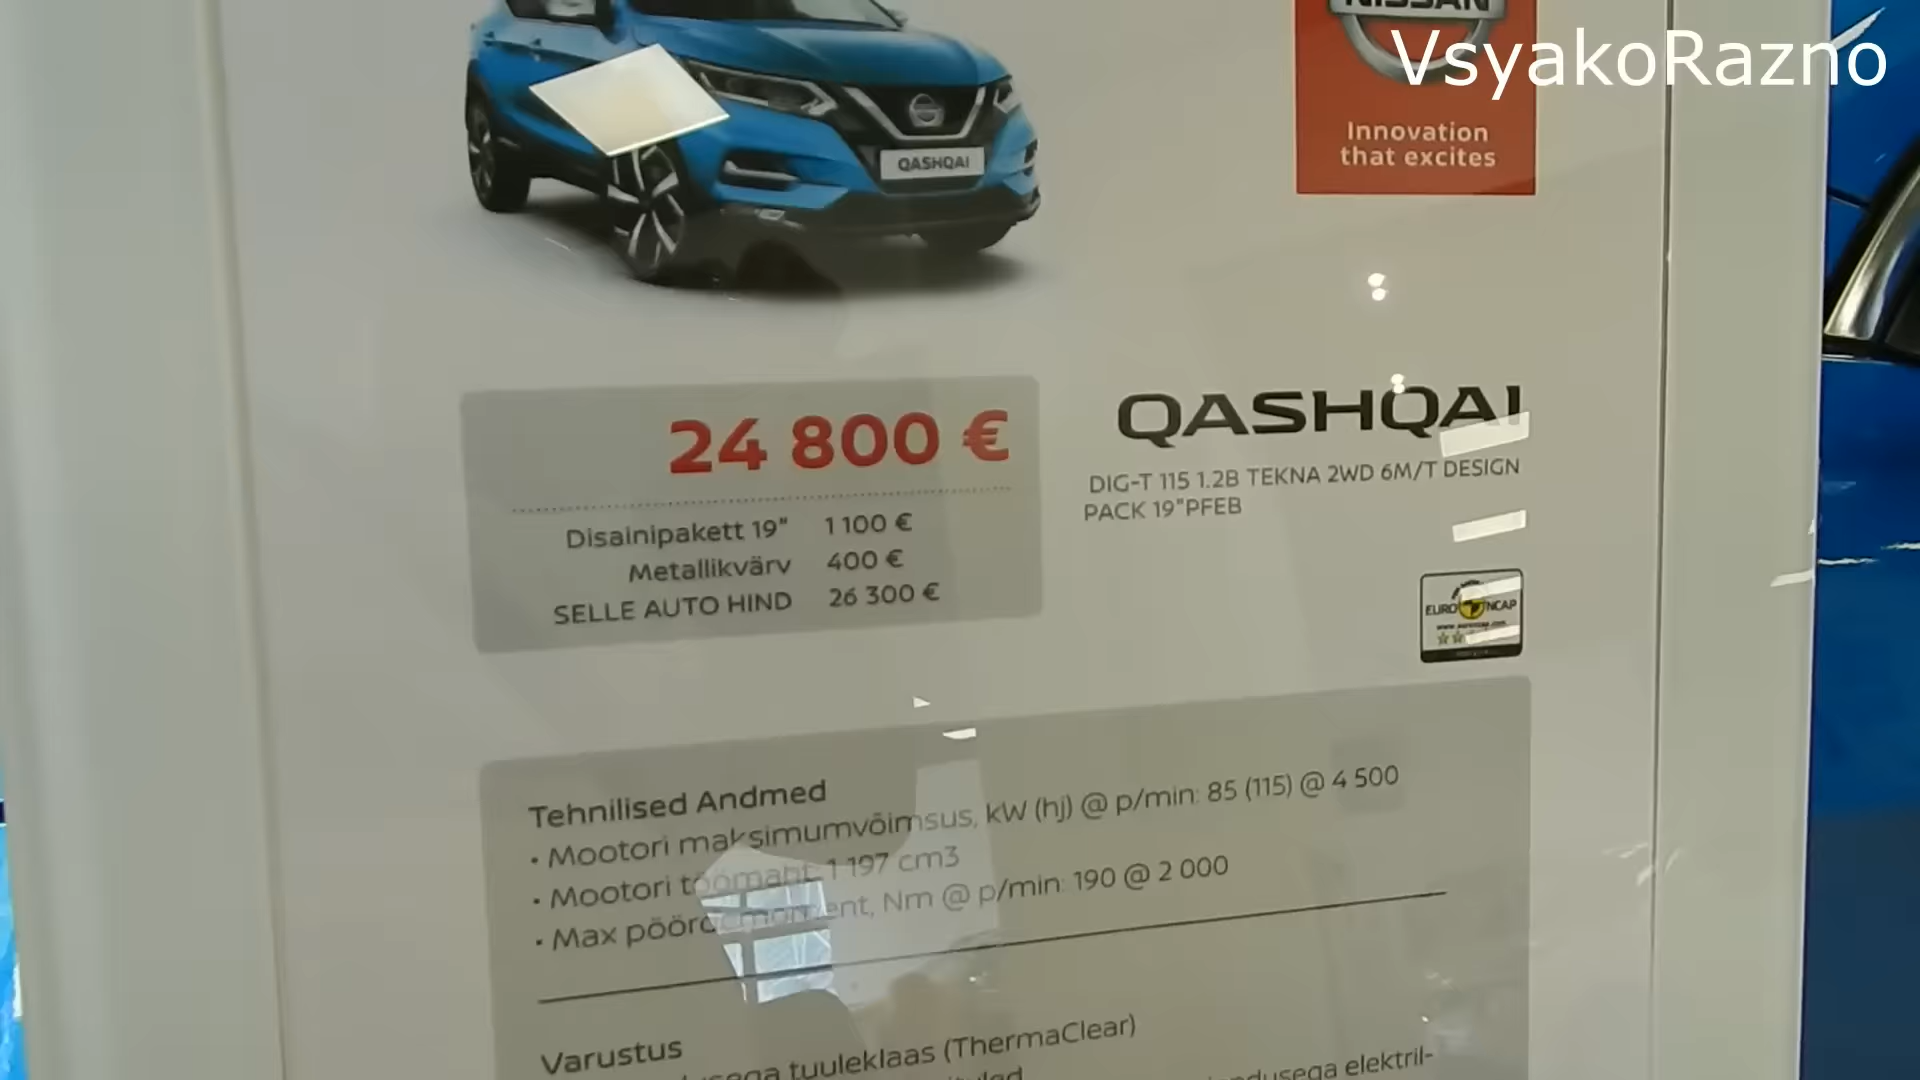 NISSAN
VsyakoRazno
Innovation
that excites
QASHQAI
24 800 €
Disainipakett 19" 1 100 €
Metallikvärv 400 €
SELLE AUTO HIND 26 300 €
QASHQAI
DIG-T 115 1.2B TEKNA 2WD 6M/T DESIGN
PACK 19"PFEB
EURO NCAP
Tehnilised Andmed
• Mootori maksimumvõimsus, kW (hj) @ p/min: 85 (115) @ 4 500
• Mootori töömaht: 1 197 cm3
• Max pöördemoment, Nm @ p/min: 190 @ 2 000
Varustus
tuuleklaas (ThermaClear)
elektril-